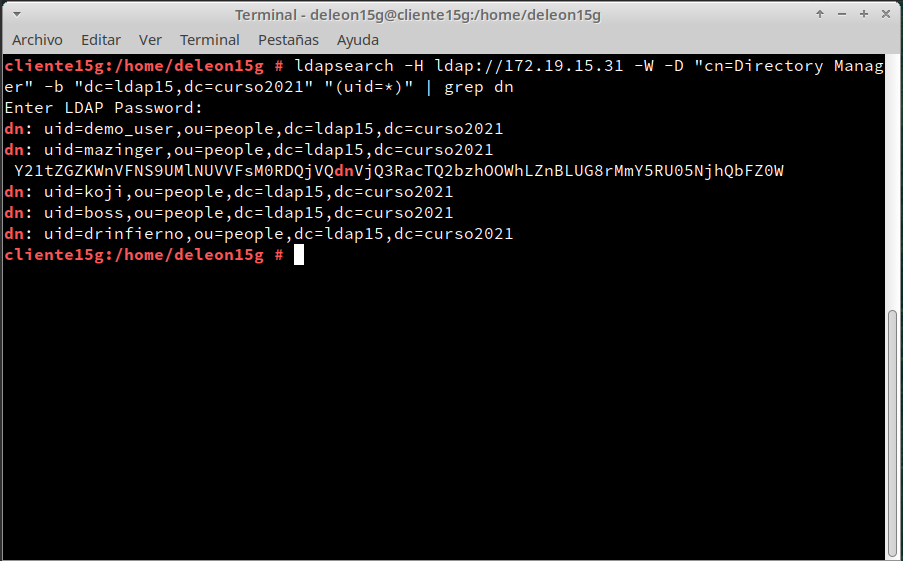 Terminal - deleon15g@cliente15g:/home/deleon15g
Archivo Editar Ver Terminal Pestañas Ayuda
cliente15g:/home/deleon15g # ldapsearch -H ldap://172.19.15.31 -W -D "cn=Directory Manag
er" -b "dc=ldap15,dc=curso2021" "(uid=*)" | grep dn
Enter LDAP Password:
dn: uid=demo_user,ou=people,dc=ldap15,dc=curso2021
dn: uid=mazinger,ou=people,dc=ldap15,dc=curso2021
 Y21tZGZKWnVFNS9UMlNUVVFsM0RDQjVQdnVjQ3RacTQ2bzhOOWhLZnBLUG8rMmY5RU05NjhQbFZ0W
dn: uid=koji,ou=people,dc=ldap15,dc=curso2021
dn: uid=boss,ou=people,dc=ldap15,dc=curso2021
dn: uid=drinfierno,ou=people,dc=ldap15,dc=curso2021
cliente15g:/home/deleon15g #